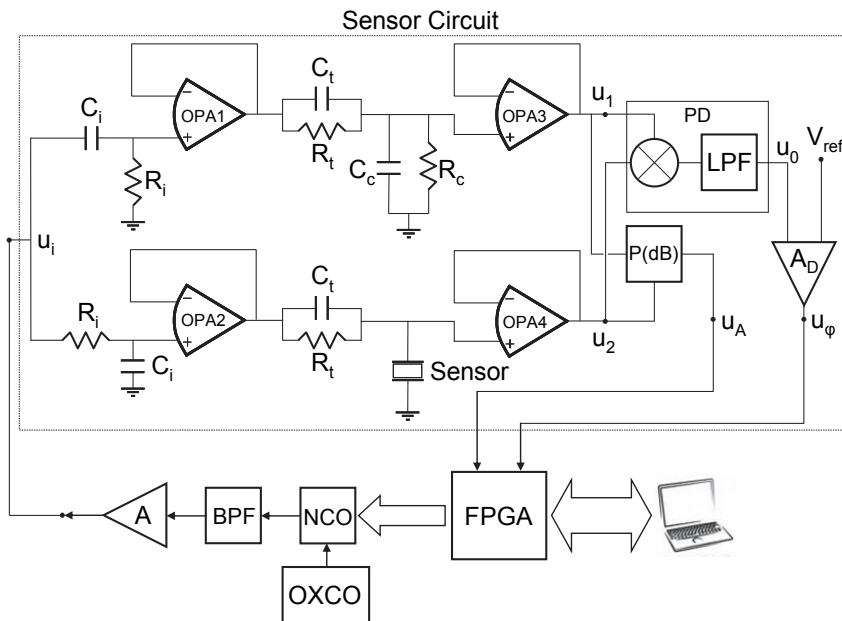 Sensor Circuit
C_t
OPA1
C_i
R_i
R_t
C_c
R_c
OPA3
u_1
PD
LPF
u_0
V_ref
u_i
P(dB)
A_D
R_i
C_i
OPA2
C_t
R_t
Sensor
OPA4
u_2
u_A
u_φ
A
BPF
NCO
FPGA
OXCO